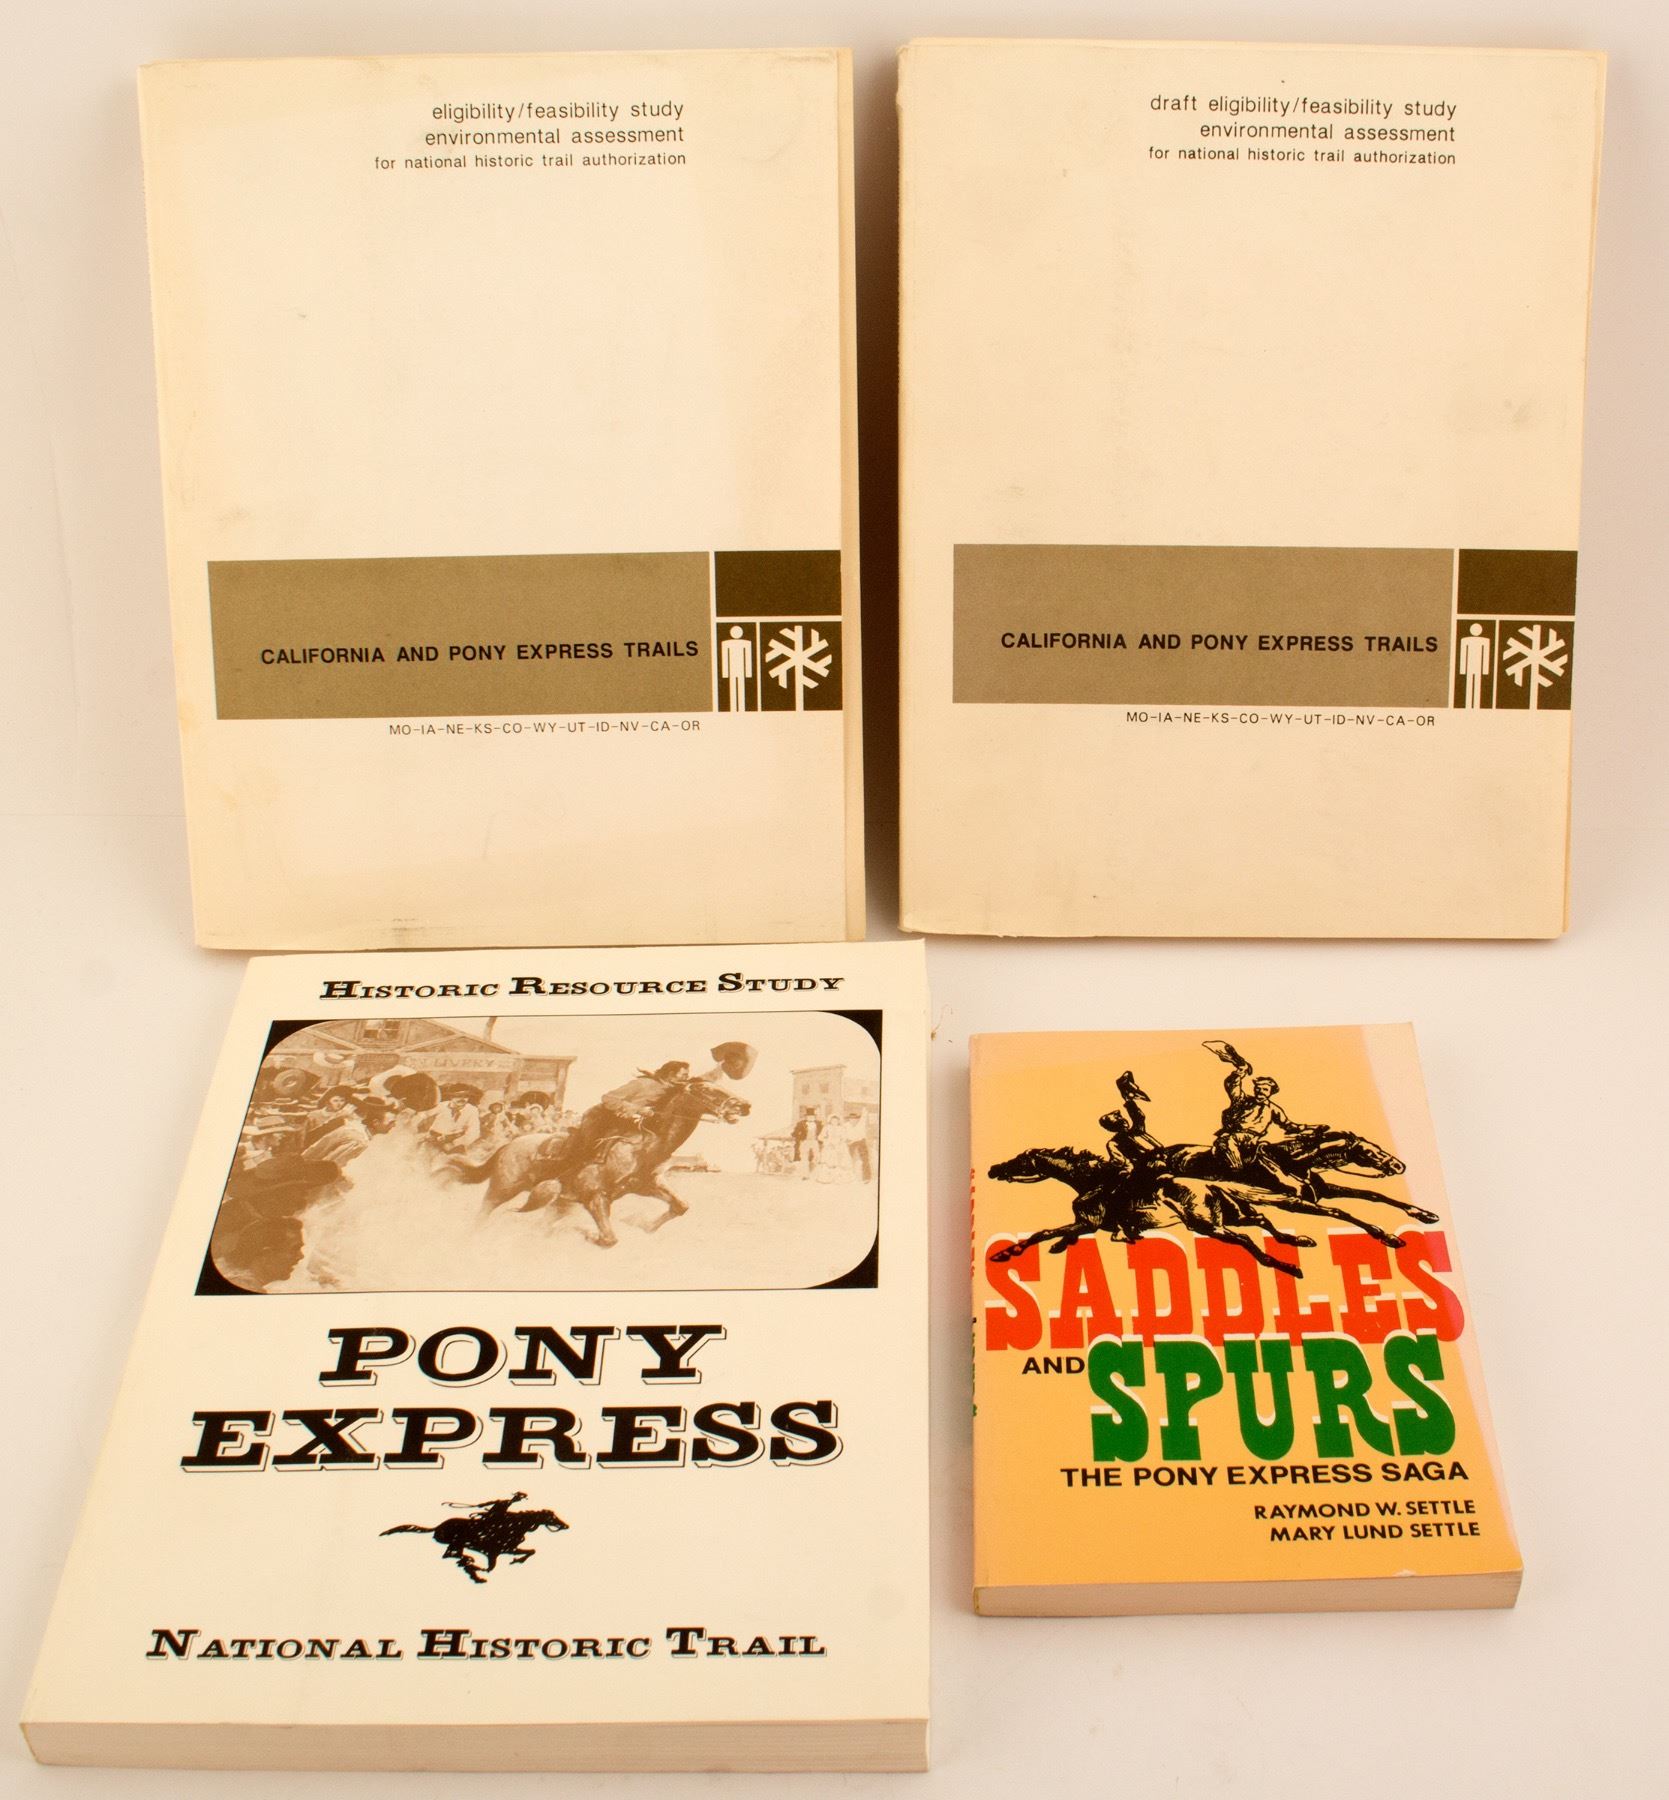 eligibility/feasibility study
environmental assessment
for national historic trail authorization
CALIFORNIA AND PONY EXPRESS TRAILS
MO-IA-NE-KS-CO-WY-UT-ID-NV-CA-OR
draft eligibility/feasibility study
environmental assessment
for national historic trail authorization
CALIFORNIA AND PONY EXPRESS TRAILS
MO-IA-NE-KS-CO-WY-UT-ID-NV-CA-OR
HISTORIC RESOURCE STUDY
LIVERY
PONY
EXPRESS
NATIONAL HISTORIC TRAIL
SADDLES
AND SPURS
THE PONY EXPRESS SAGA
RAYMOND W. SETTLE
MARY LUND SETTLE